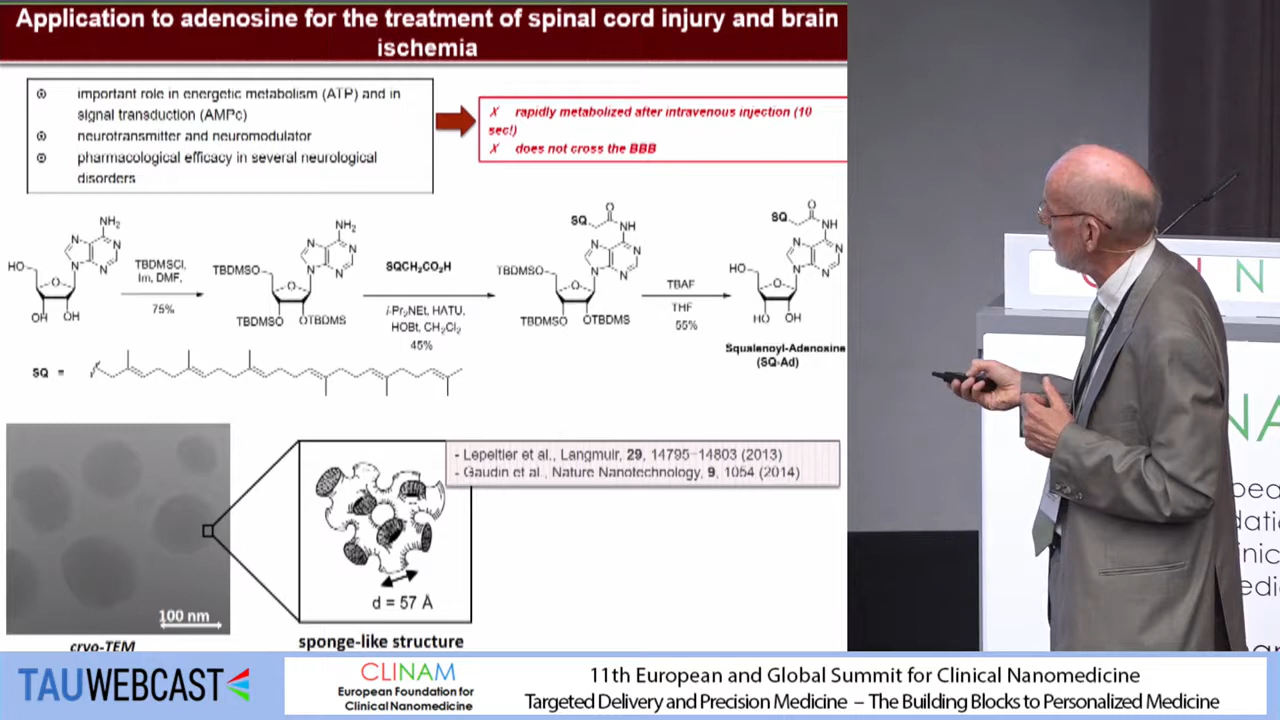 Application to adenosine for the treatment of spinal cord injury and brain
ischemia
important role in energetic metabolism (ATP) and in
signal transduction (AMPc)
neurotransmitter and neuromodulator
pharmacological efficacy in several neurological
disorders
✗ rapidly metabolized after intravenous injection (10
sec!)
✗ does not cross the BBB
NH₂
N
N
N
N
HO
O
OH OH
TBDMSCl,
Im, DMF,
75%
NH₂
N
N
N
N
TBDMSO
O
TBDMSO OTBDMS
SQCH₂CO₂H
i-Pr₂NEt, HATU,
HOBt, CH₂Cl₂
45%
SQ
O
NH
N
N
N
N
TBDMSO
O
TBDMSO OTBDMS
TBAF
THF
55%
SQ
O
NH
N
N
N
N
HO
O
HO OH
Squalenoyl-Adenosine
(SQ-Ad)
SQ =
- Lepeltier et al., Langmuir, 29, 14795–14803 (2013)
- Gaudin et al., Nature Nanotechnology, 9, 1054 (2014)
100 nm
cryo-TEM
d = 57 Å
sponge-like structure
TAUWEBCAST
CLINAM
European Foundation for
Clinical Nanomedicine
11th European and Global Summit for Clinical Nanomedicine
Targeted Delivery and Precision Medicine – The Building Blocks to Personalized Medicine